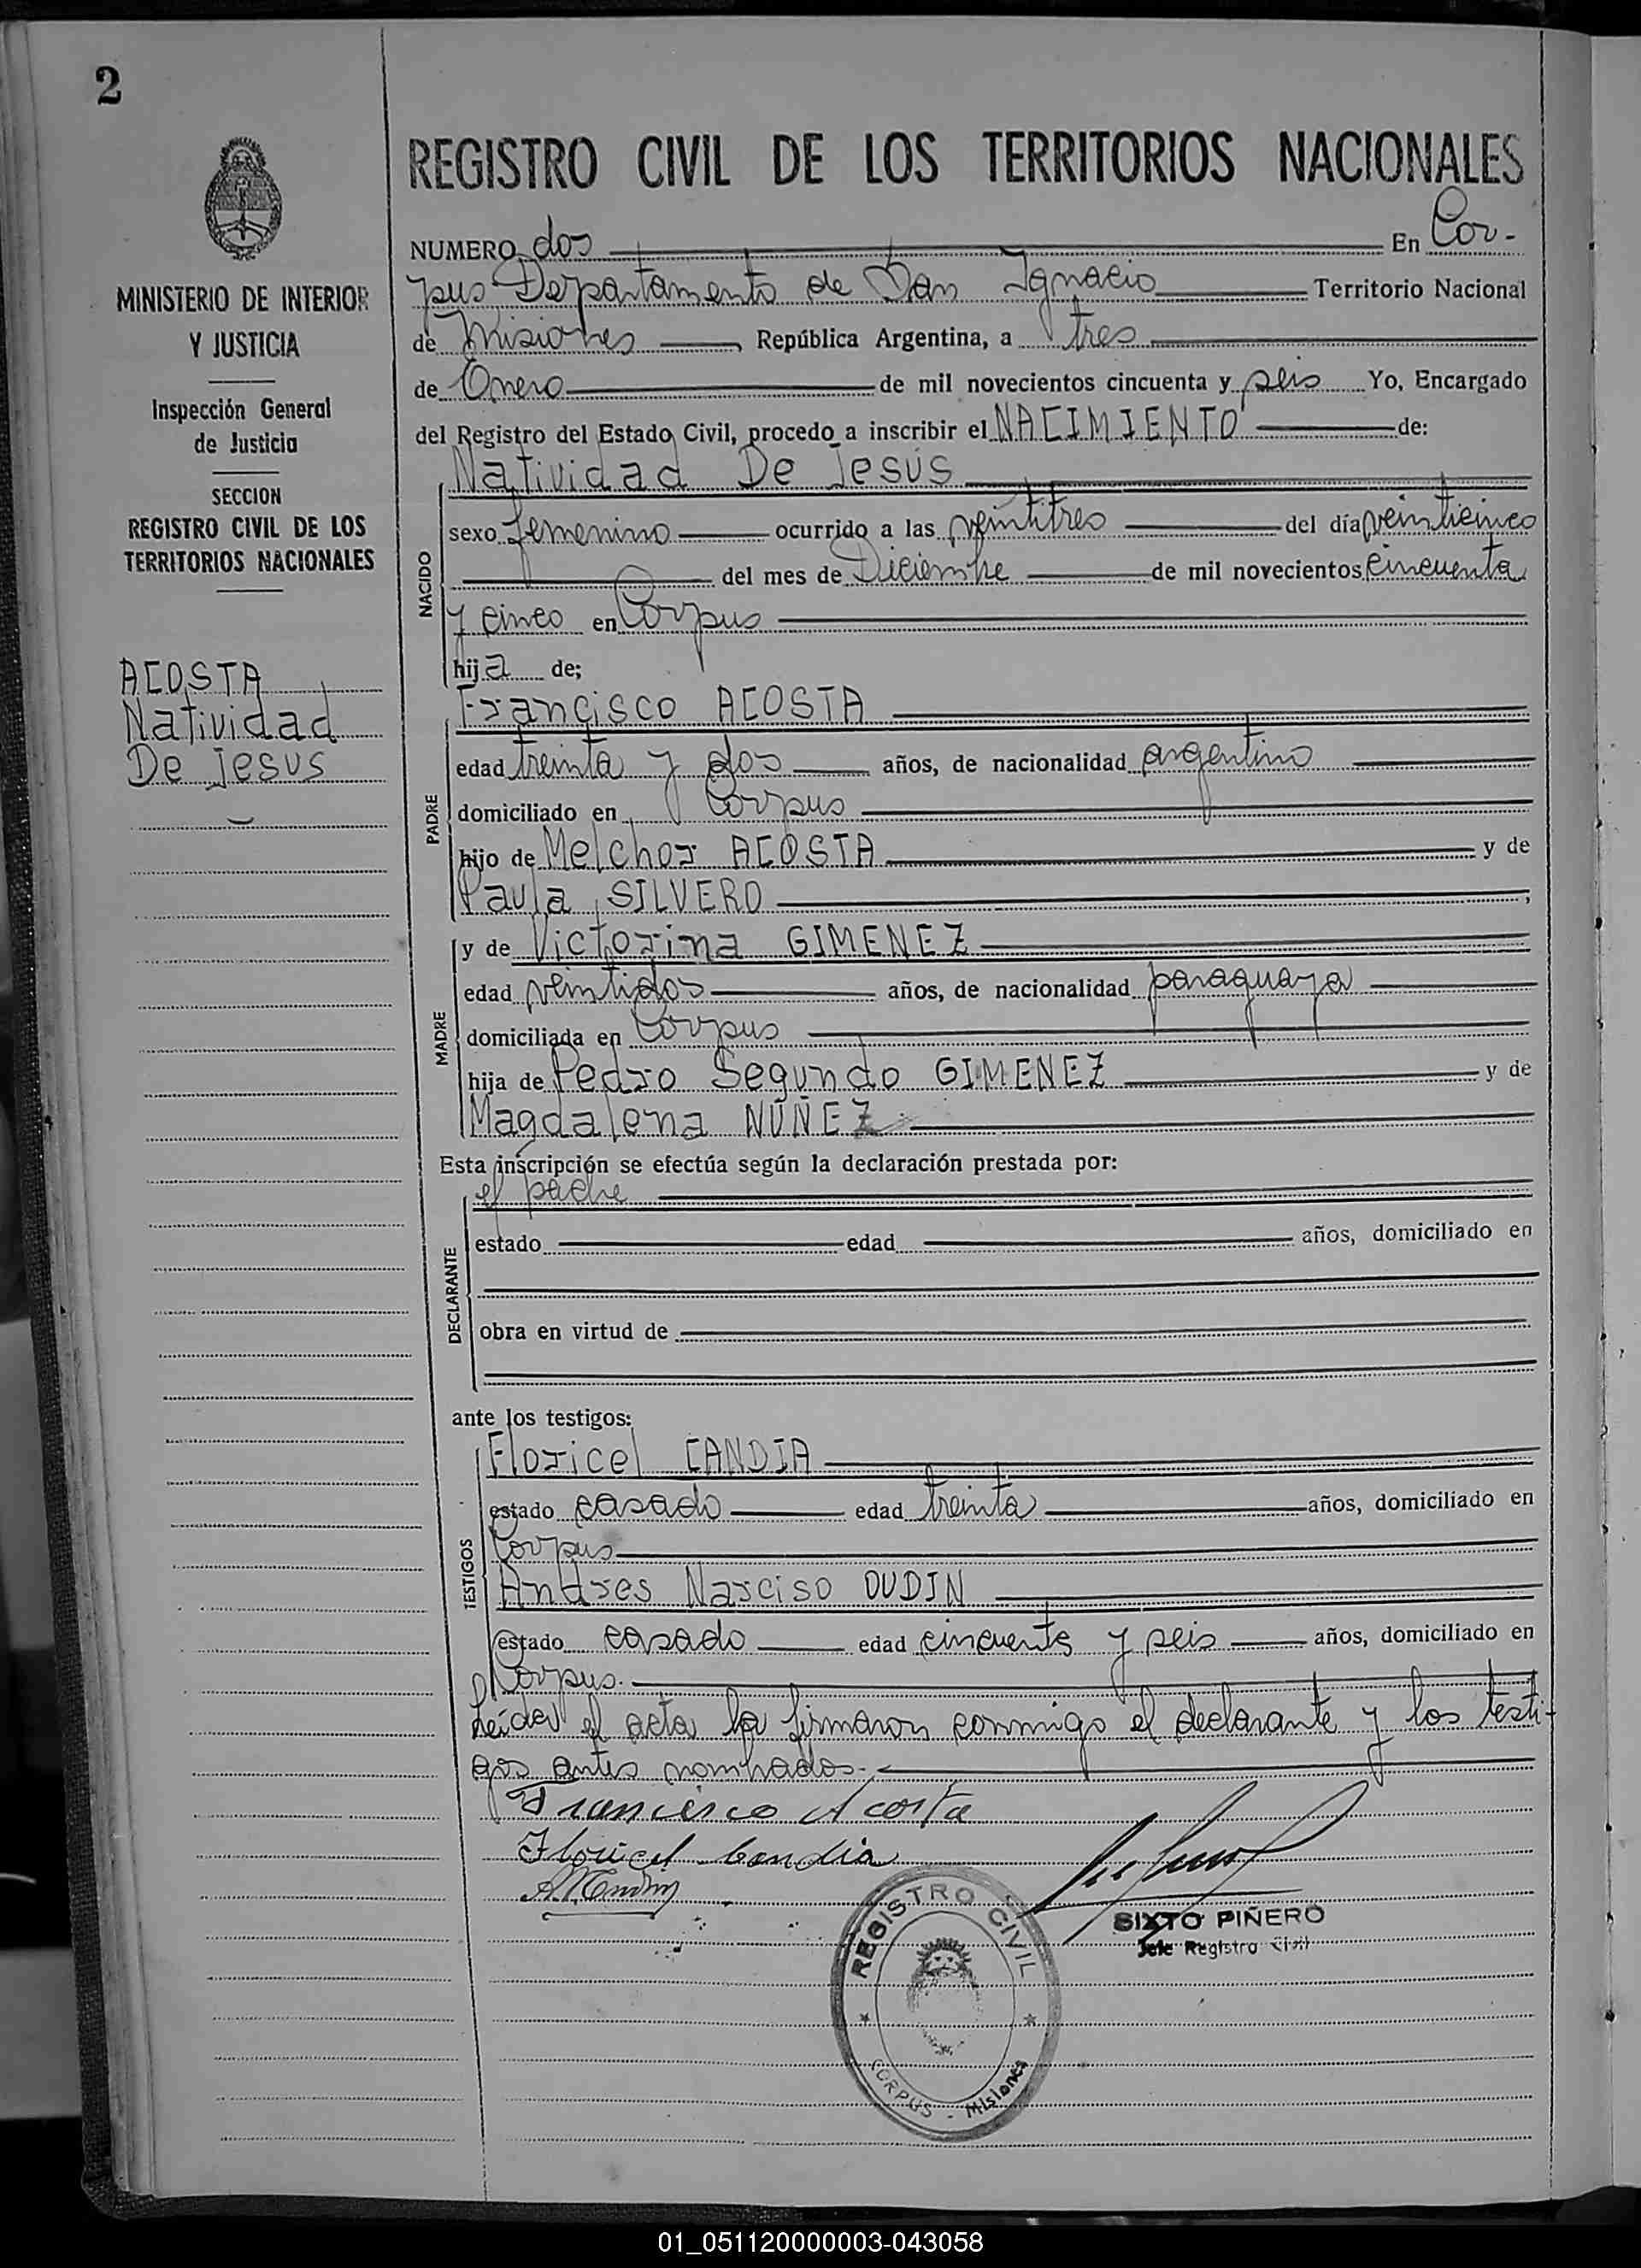 2
REGISTRO CIVIL DE LOS TERRITORIOS NACIONALES
MINISTERIO DE INTERIOR
Y JUSTICIA
Inspección General
de Justicia
SECCION
REGISTRO CIVIL DE LOS
TERRITORIOS NACIONALES
ACOSTA
Natividad
De Jesus
NUMERO dos En Cor-
pus Departamento de San Ignacio Territorio Nacional
de Misiones, República Argentina, a tres
de Enero de mil novecientos cincuenta y seis Yo, Encargado
del Registro del Estado Civil, procedo a inscribir el NACIMIENTO de:
Natividad De Jesús
NACIDO
sexo femenino ocurrido a las veintitres del día veinticinco
del mes de Diciembre de mil novecientos cincuenta
y cinco en Corpus
hija de;
PADRE
Francisco ACOSTA
edad treinta y dos años, de nacionalidad argentino
domiciliado en Corpus
hijo de Melchor ACOSTA y de
Paula SILVERO ,
MADRE
y de Victorina GIMENEZ
edad veintidos años, de nacionalidad paraguaya
domiciliada en Corpus
hija de Pedro Segundo GIMENEZ y de
Magdalena NÚÑEZ
Esta inscripción se efectúa según la declaración prestada por:
DECLARANTE
el padre
estado edad años, domiciliado en
obra en virtud de
ante los testigos:
TESTIGOS
Floricel CANDIA
estado casado edad treinta años, domiciliado en
Corpus
Andres Narciso OUDIN
estado casado edad cincuenta y seis años, domiciliado en
Corpus.
Leída el acta la firmaron conmigo el declarante y los testi-
gos antes nombrados.-
Francisco Acosta
Floricel Candia
SIXTO PIÑERO
Jefe Registro Civil
REGISTRO CIVIL
CORPUS - Misiones
01_051120000003-043058